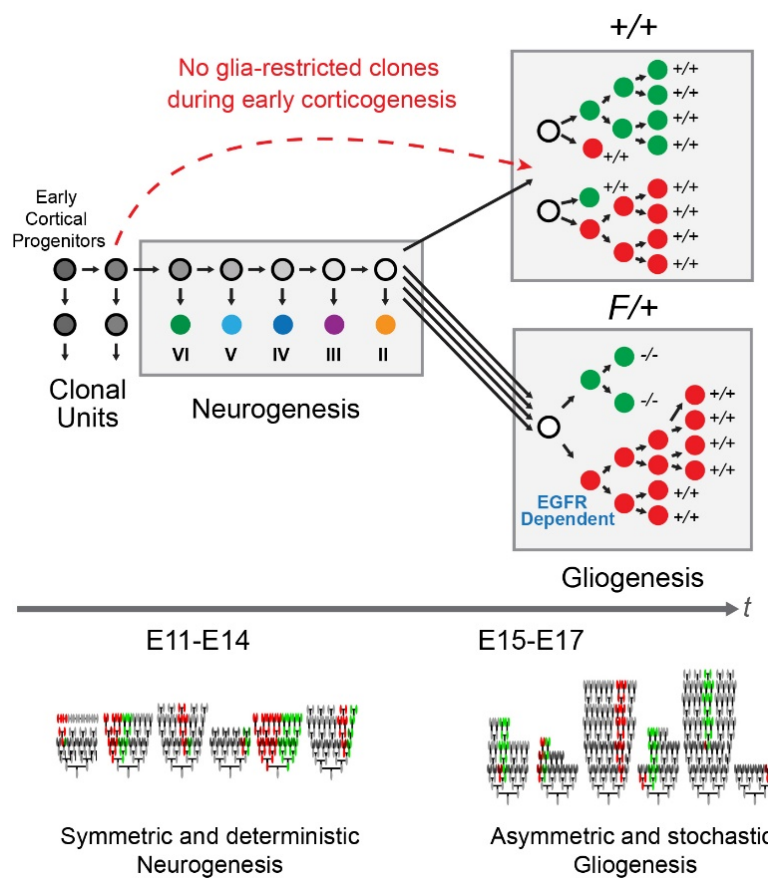 +/+
No glia-restricted clones
during early corticogenesis
+/+
+/+
+/+
+/+
+/+
+/+
+/+
+/+
+/+
+/+
Early
Cortical
Progenitors
VI V IV III II
Clonal
Units
Neurogenesis
F/+
-/-
-/-
+/+
+/+
+/+
+/+
+/+
+/+
EGFR
Dependent
Gliogenesis
t
E11-E14
E15-E17
Symmetric and deterministic
Neurogenesis
Asymmetric and stochastic
Gliogenesis